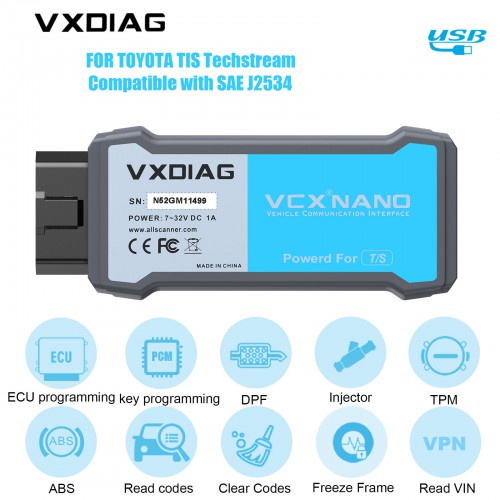 VXDIAG
USB
FOR TOYOTA TIS Techstream
Compatible with SAE J2534
VXDIAG
SN: N52GM11499
POWER: 7~32V DC 1A
www.allscanner.com
CE FC
MADE IN CHINA
VCX NANO
VEHICLE COMMUNICATION INTERFACE
Powerd For T/S
ECU
PCM
ECU programming
key programming
DPF
Injector
TPM
ABS
VPN
ABS
Read codes
Clear Codes
Freeze Frame
Read VIN